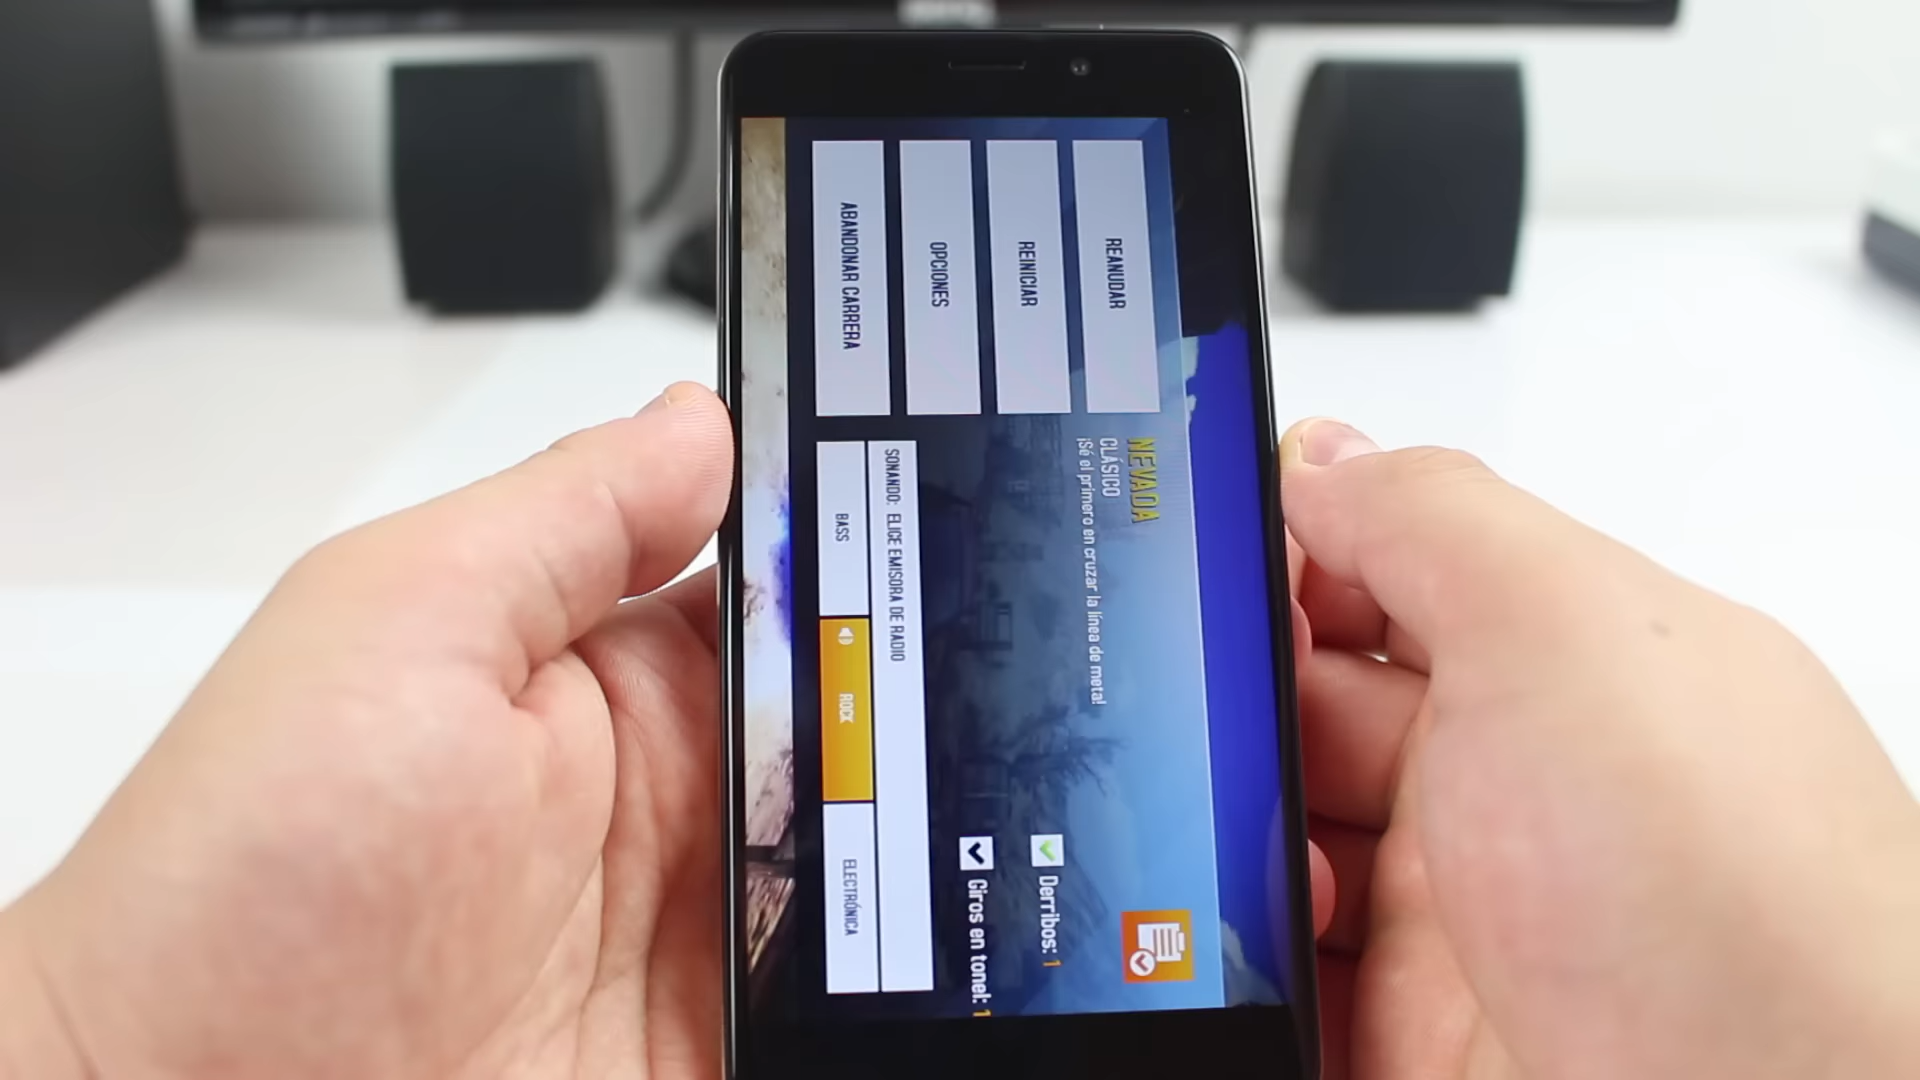 REANUDAR
REINICIAR
OPCIONES
ABANDONAR CARRERA
NEVADA
CLÁSICO
¡Sé el primero en cruzar la línea de meta!
Derribos: 1
Giros en tonel: 1
SONANDO: ELICE EMISORA DE RADIO
BASS
ROCK
ELECTRÓNICA